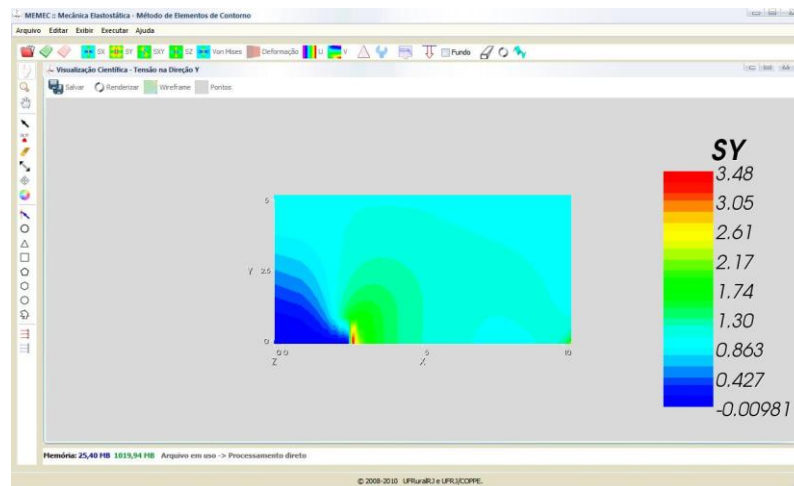 MEMEC :: Mecânica Elastostática - Método de Elementos de Contorno
Arquivo Editar Exibir Executar Ajuda
SX SY SXY SZ Von Mises Deformação U V Fundo
Visualização Científica - Tensão na Direção Y
Salvar Renderizar Wireframe Pontos
SY
3.48
3.05
2.61
2.17
1.74
1.30
0.863
0.427
-0.00981
5
Y 2.5
0
0.0 5 10
Z X
Memória: 25,40 MB 1019,94 MB Arquivo em uso -> Processamento direto
© 2008-2010 UFRuralRJ e UFRJ/COPPE.